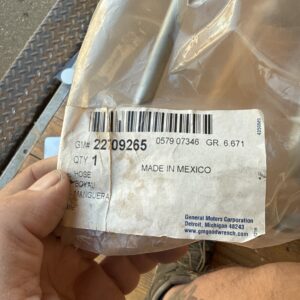 GM# 22709265 0579 07346 GR. 6.671
QTY 1
MADE IN MEXICO
HOSE
BOYAU
MANGUERA
General Motors Corporation
Detroit, Michigan 48243
www.gmgoodwrench.com